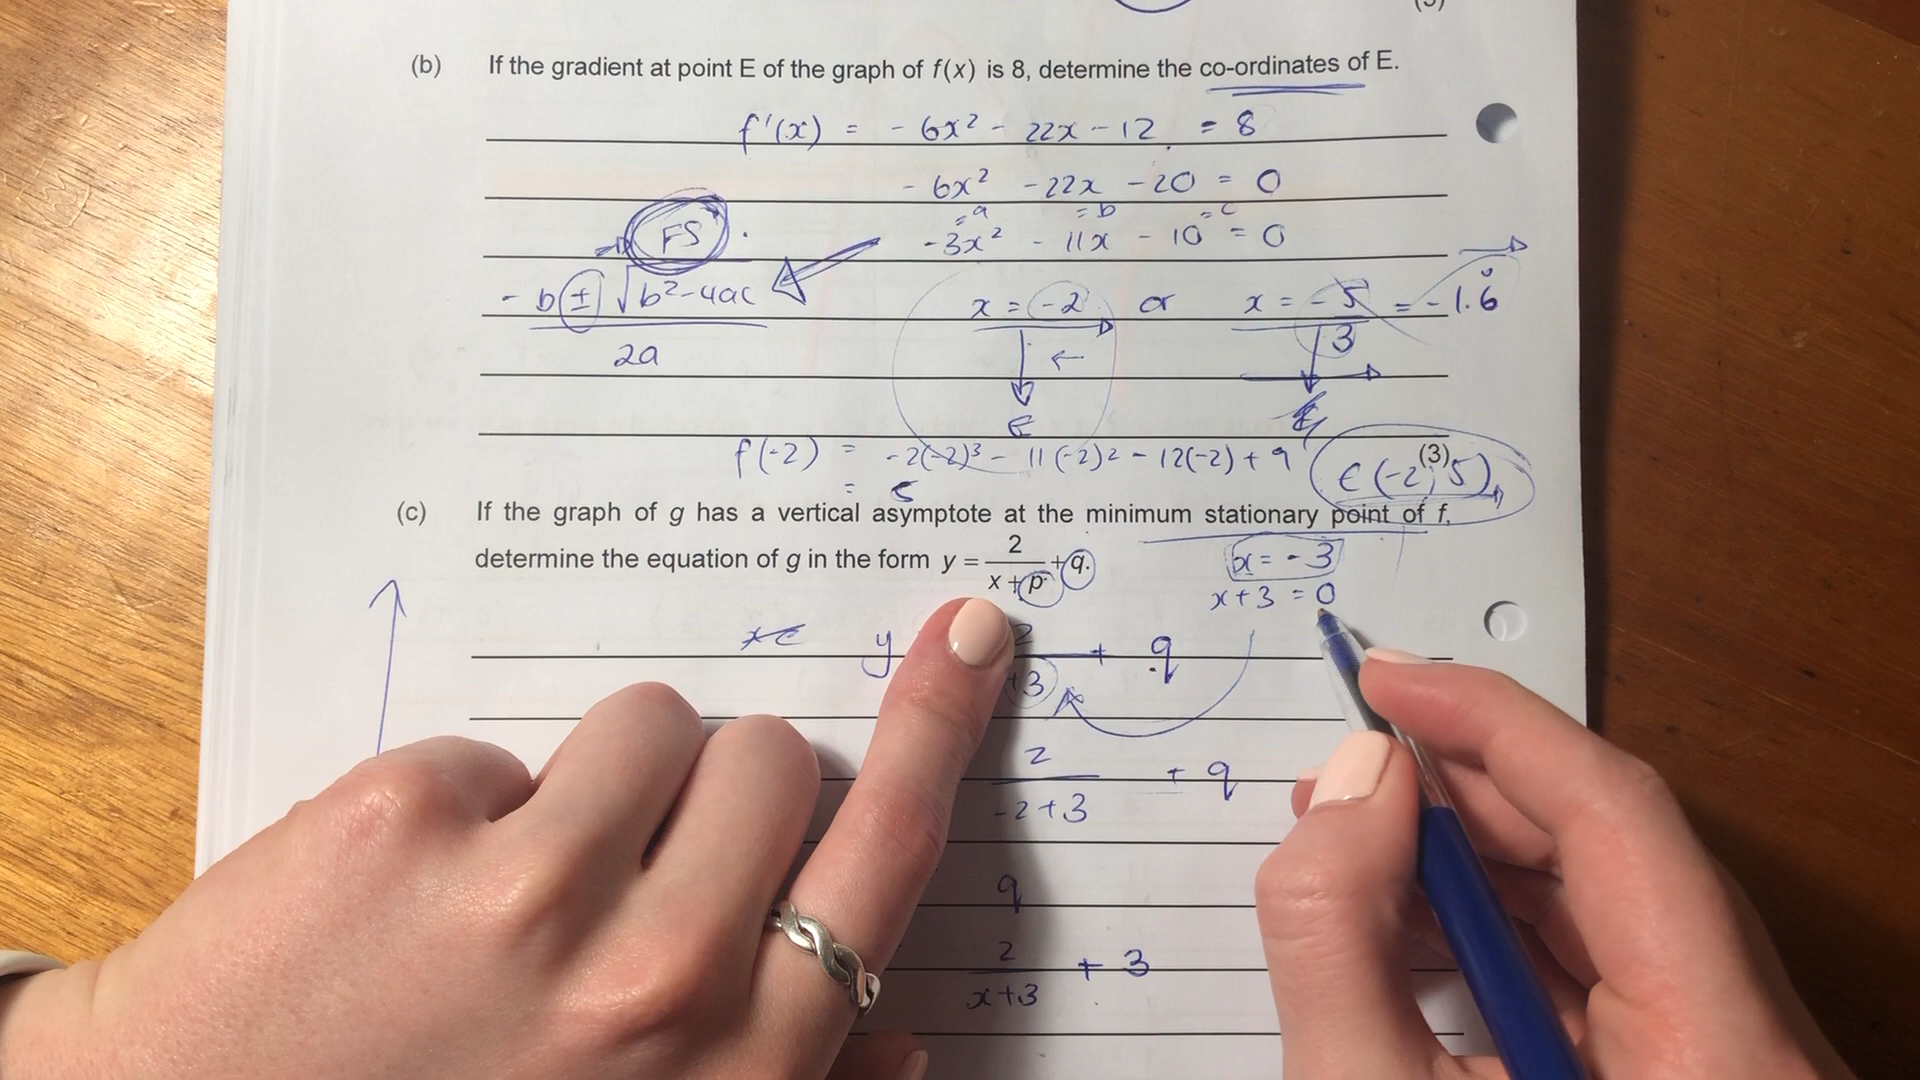 (b) If the gradient at point E of the graph of f(x) is 8, determine the co-ordinates of E.
f'(x) = - 6x² - 22x - 12 = 8
- 6x² - 22x - 20 = 0
= a = b = c
FS . -3x² - 11x - 10 = 0
- b ± √b²-4ac x = -2 or x = -5 = -1.6̇
2a 3
E
f(-2) = -2(-2)³ - 11(-2)² - 12(-2) + 9 (3)
= 5 E(-2; 5)
(c) If the graph of g has a vertical asymptote at the minimum stationary point of f,
determine the equation of g in the form y = 2/(x + p) + q. x = -3
x+3 = 0
y 2 + q
+3
2 + q
-2+3
q
2 + 3
x+3